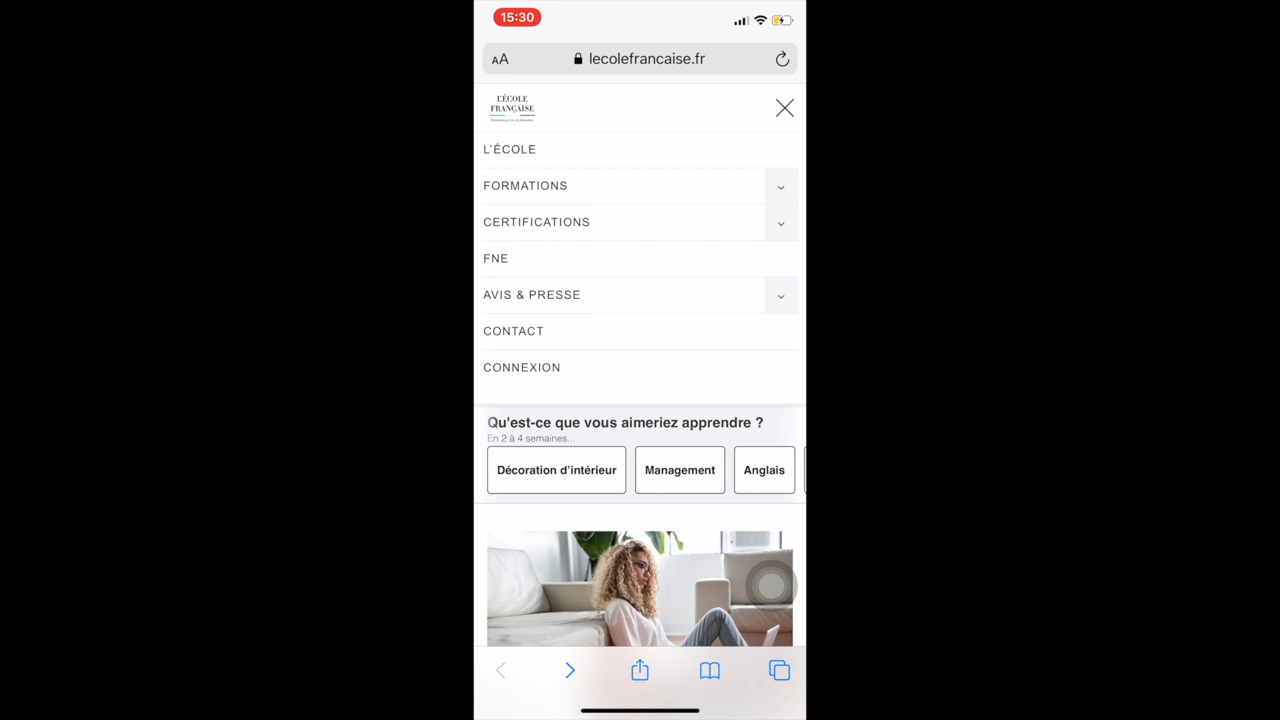 15:30
AA lecolefrancaise.fr
L'ÉCOLE
FRANÇAISE
L'ÉCOLE
FORMATIONS
CERTIFICATIONS
FNE
AVIS & PRESSE
CONTACT
CONNEXION
Qu'est-ce que vous aimeriez apprendre ?
En 2 à 4 semaines...
Décoration d'intérieur Management Anglais